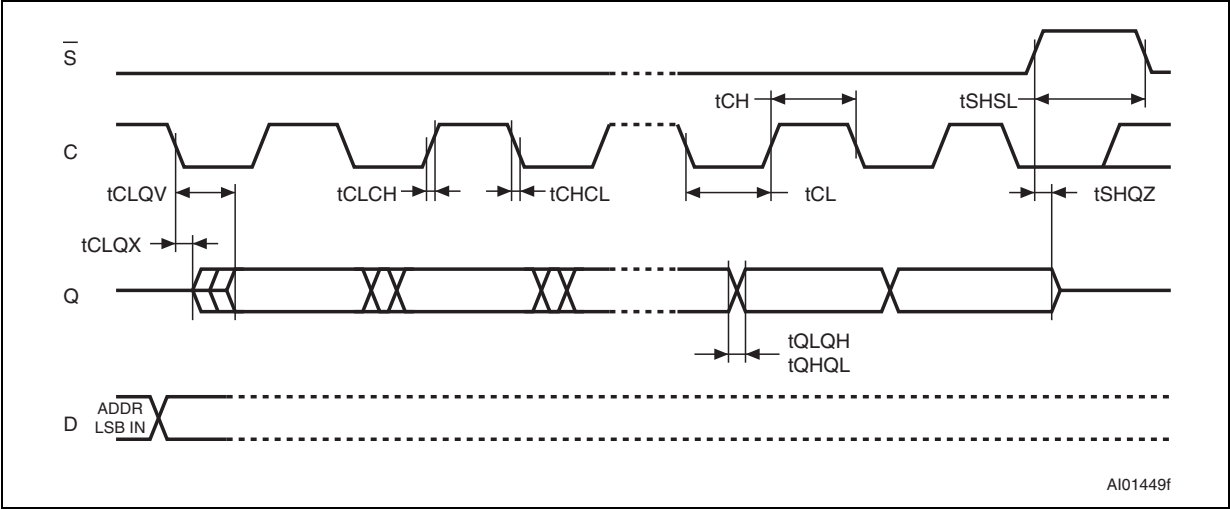 S
tCH
tSHSL
C
tCLQV
tCLCH
tCHCL
tCL
tSHQZ
tCLQX
Q
tQLQH
tQHQL
ADDR
D
LSB IN
AI01449f